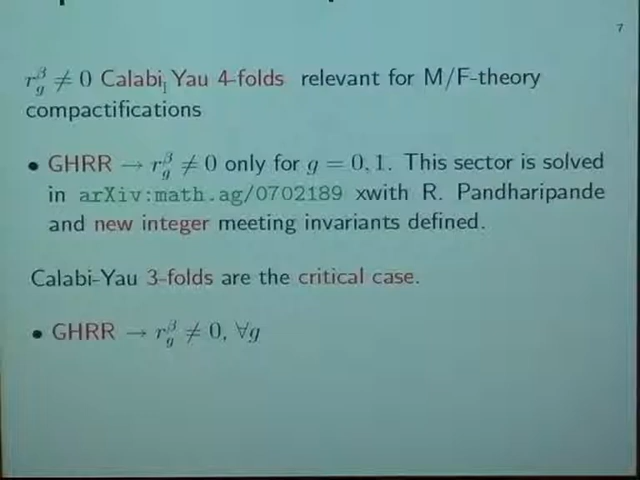 7
r_g^β ≠ 0 Calabi Yau 4-folds relevant for M/F-theory
compactifications
• GHRR → r_g^β ≠ 0 only for g = 0, 1. This sector is solved
in arXiv:math.ag/0702189 xwith R. Pandharipande
and new integer meeting invariants defined.
Calabi-Yau 3-folds are the critical case.
• GHRR → r_g^β ≠ 0, ∀g